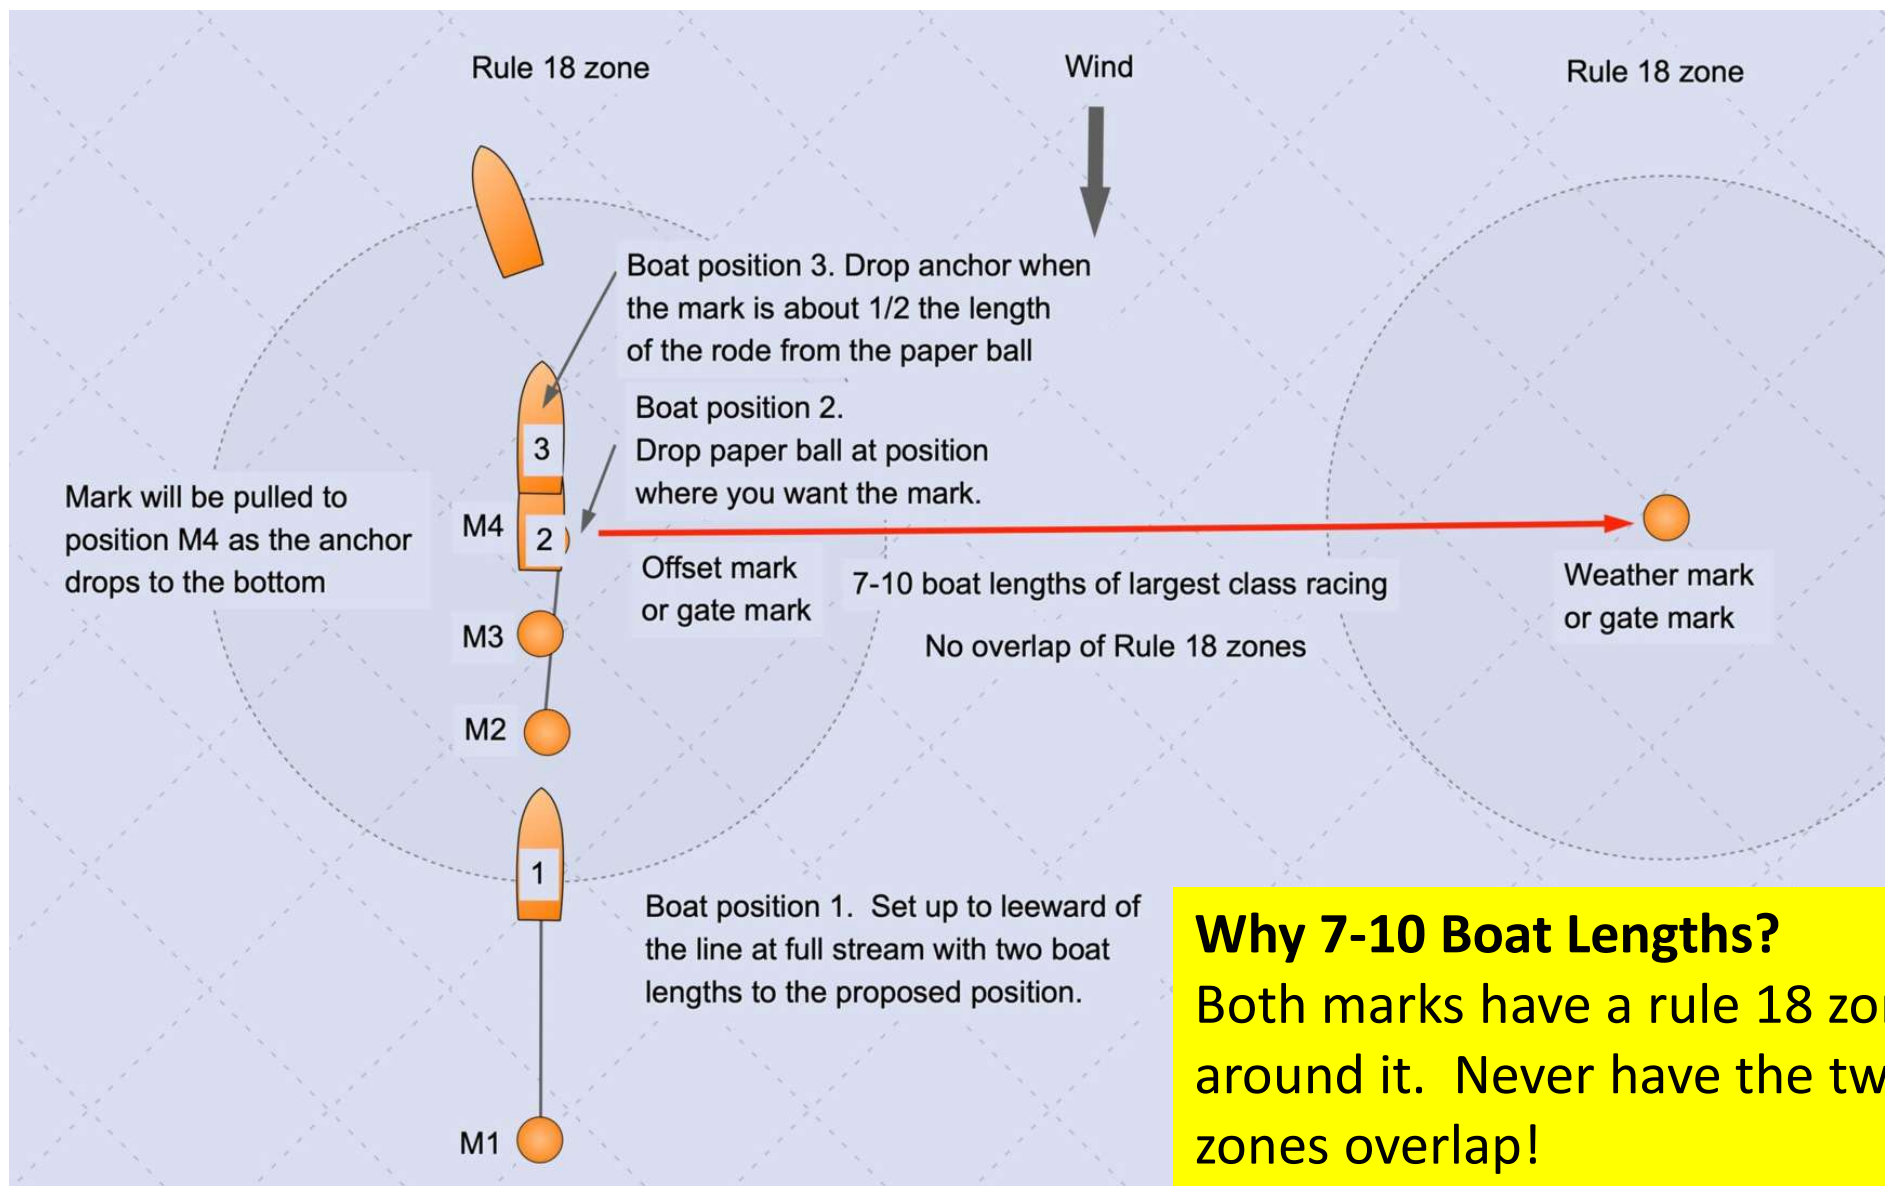 Rule 18 zone
Wind
Rule 18 zone
Boat position 3. Drop anchor when
the mark is about 1/2 the length
of the rode from the paper ball
Boat position 2.
Drop paper ball at position
where you want the mark.
3
Mark will be pulled to
position M4 as the anchor
drops to the bottom
M4
2
Offset mark
or gate mark
7-10 boat lengths of largest class racing
No overlap of Rule 18 zones
Weather mark
or gate mark
M3
M2
1
Boat position 1. Set up to leeward of
the line at full stream with two boat
lengths to the proposed position.
M1
Why 7-10 Boat Lengths?
Both marks have a rule 18
around it. Never have the
zones overlap!